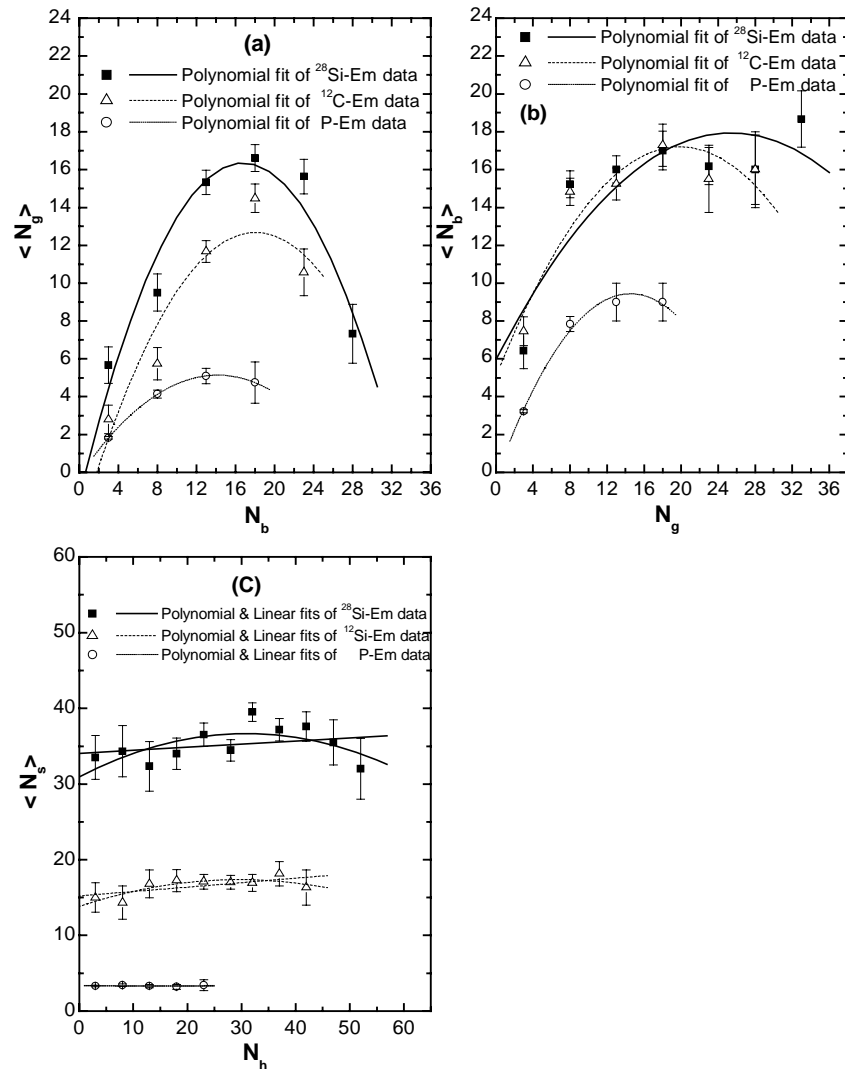 (a)
Polynomial fit of ²⁸Si-Em data
Polynomial fit of ¹²C-Em data
Polynomial fit of P-Em data
24
22
20
18
16
14
12
10
8
6
4
2
0
< N_g >
0 4 8 12 16 20 24 28 32 36
N_b
Polynomial fit of ²⁸Si-Em data
Polynomial fit of ¹²C-Em data
Polynomial fit of P-Em data
(b)
24
22
20
18
16
14
12
10
8
6
4
2
0
< N_b >
0 4 8 12 16 20 24 28 32 36
N_g
(C)
Polynomial & Linear fits of ²⁸Si-Em data
Polynomial & Linear fits of ¹²Si-Em data
Polynomial & Linear fits of P-Em data
60
50
40
30
20
10
0
< N_s >
0 10 20 30 40 50 60
N_h